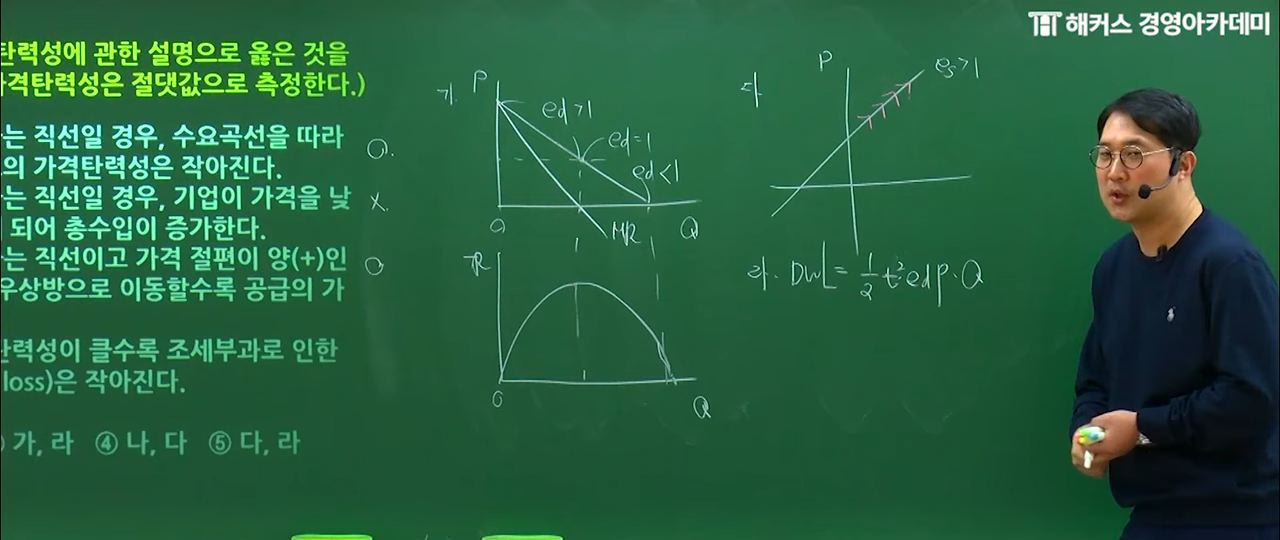 해커스 경영아카데미
탄력성에 관한 설명으로 옳은 것을
가격탄력성은 절댓값으로 측정한다.)
는 직선일 경우, 수요곡선을 따라
의 가격탄력성은 작아진다.
는 직선일 경우, 기업이 가격을 낮
되어 총수입이 증가한다.
는 직선이고 가격 절편이 양(+)인
우상방으로 이동할수록 공급의 가
탄력성이 클수록 조세부과로 인한
loss)은 작아진다.
가, 라 ④ 나, 다 ⑤ 다, 라
O.
X.
O
가. P
ed>1
ed=1
ed<1
O MR Q
TR
O Q
다 P es>1
라. DWL = 1/2 t²edP·Q